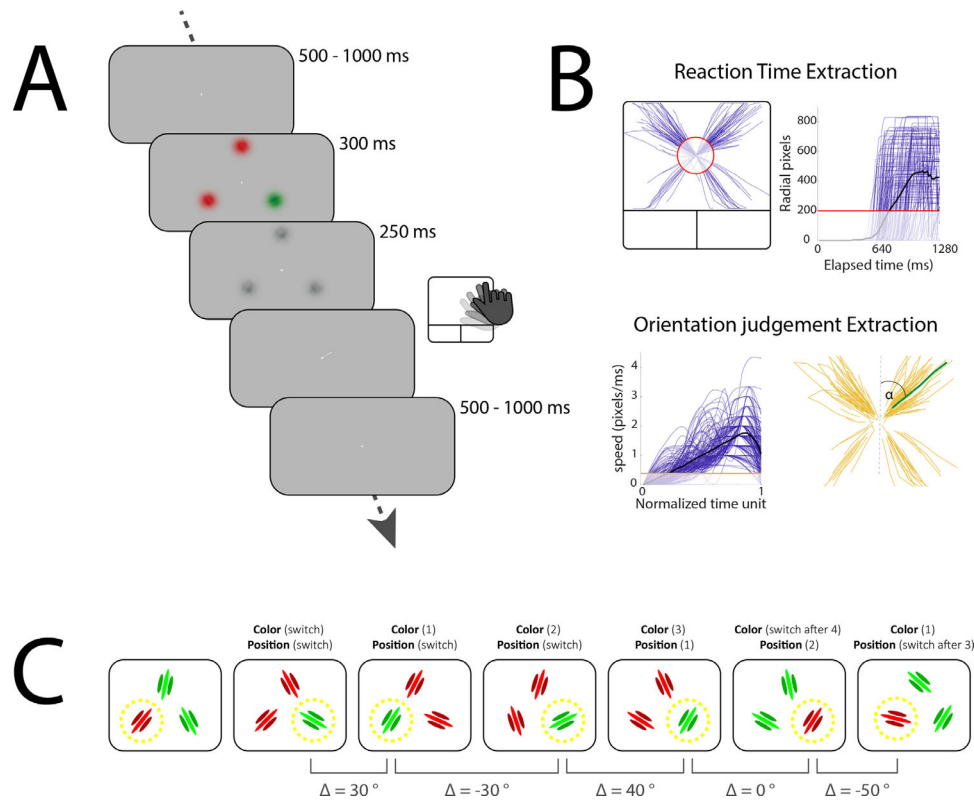 A
500 - 1000 ms
300 ms
250 ms
500 - 1000 ms
B
Reaction Time Extraction
Radial pixels
800
600
400
200
0
0 640 1280
Elapsed time (ms)
Orientation judgement Extraction
speed (pixels/ms)
4
3
2
1
0
0 1
Normalized time unit
α
C
Color (switch)
Position (switch)
Color (1)
Position (switch)
Color (2)
Position (switch)
Color (3)
Position (1)
Color (switch after 4)
Position (2)
Color (1)
Position (switch after 3)
Δ = 30 °
Δ = -30 °
Δ = 40 °
Δ = 0 °
Δ = -50 °